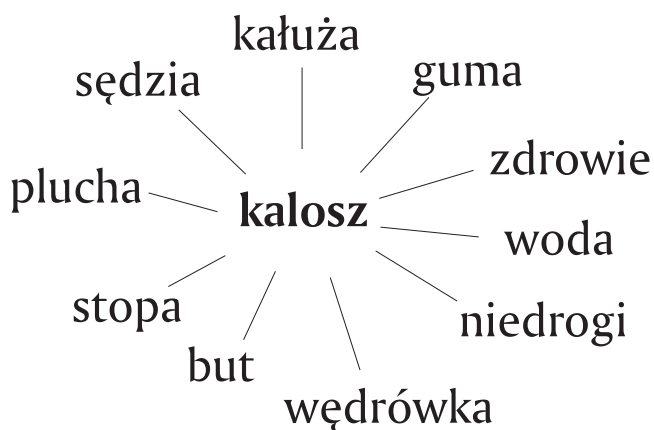 kałuża
sędzia
guma
zdrowie
plucha
kalosz
woda
stopa
niedrogi
but
wędrówka